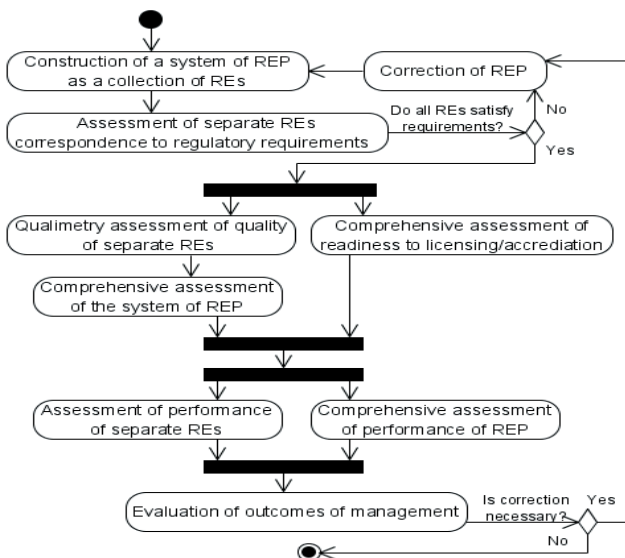 Construction of a system of REP
as a collection of REs
Correction of REP
Assessment of separate REs
correspondence to regulatory requirements
Do all REs satisfy
requirements?
No
Yes
Qualimetry assessment of quality
of separate REs
Comprehensive assessment of
readiness to licensing/accrediation
Comprehensive assessment
of the system of REP
Assessment of performance
of separate REs
Comprehensive assessment
of performance of REP
Evaluation of outcomes of management
Is correction
necessary?
Yes
No